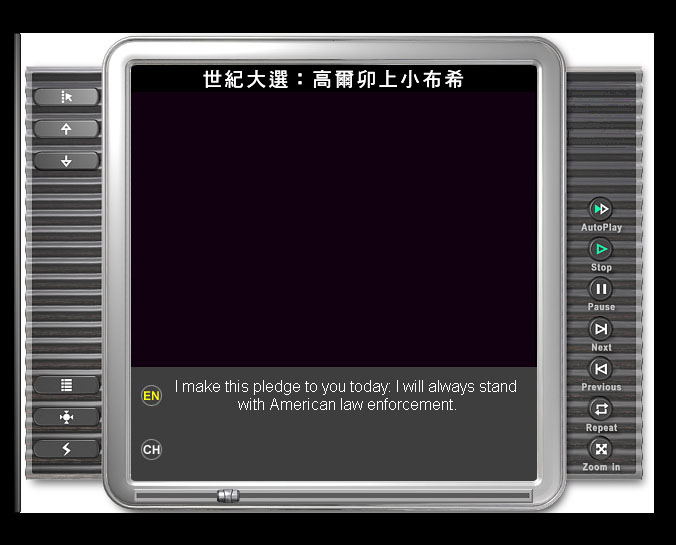 世紀大選：高爾卯上小布希
AutoPlay
Stop
Pause
Next
Previous
Repeat
Zoom in
EN
I make this pledge to you today: I will always stand
with American law enforcement.
CH